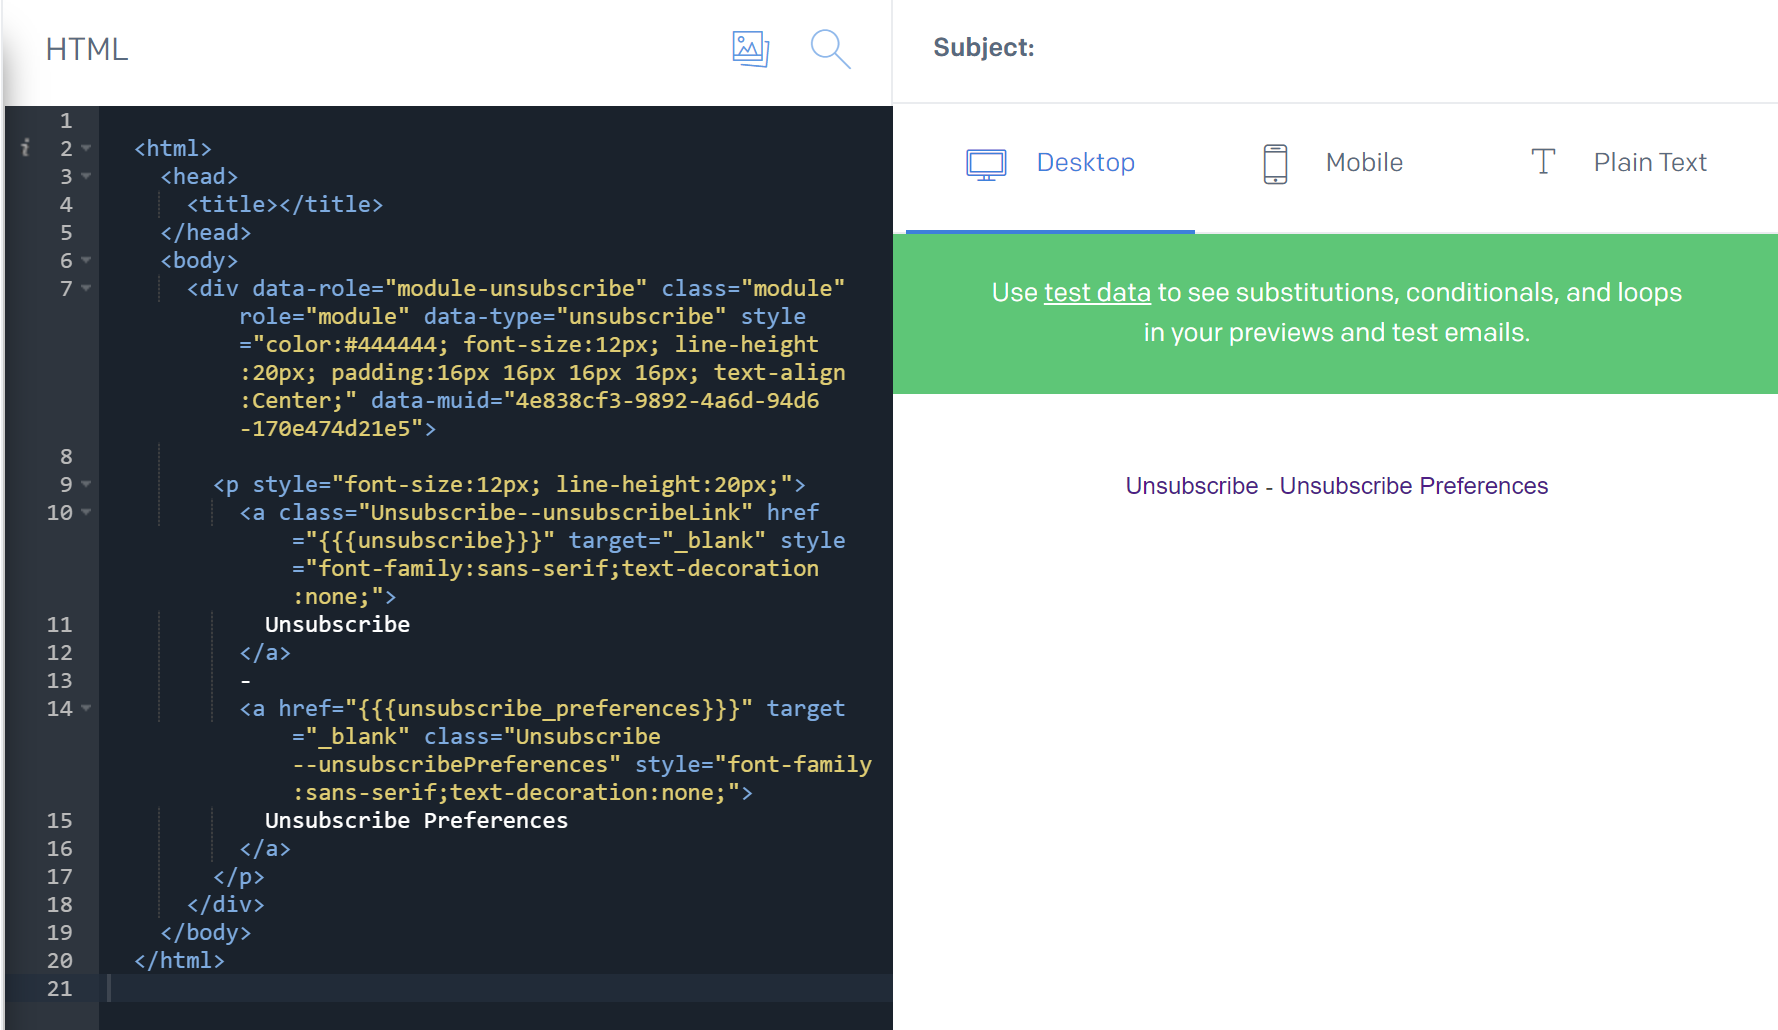 HTML
1
2 <html>
3 <head>
4 <title></title>
5 </head>
6 <body>
7 <div data-role="module-unsubscribe" class="module"
role="module" data-type="unsubscribe" style
="color:#444444; font-size:12px; line-height
:20px; padding:16px 16px 16px 16px; text-align
:Center;" data-muid="4e838cf3-9892-4a6d-94d6
-170e474d21e5">
8
9 <p style="font-size:12px; line-height:20px;">
10 <a class="Unsubscribe--unsubscribeLink" href
="{{{unsubscribe}}}" target="_blank" style
="font-family:sans-serif;text-decoration
:none;">
11 Unsubscribe
12 </a>
13 -
14 <a href="{{{unsubscribe_preferences}}}" target
="_blank" class="Unsubscribe
--unsubscribePreferences" style="font-family
:sans-serif;text-decoration:none;">
15 Unsubscribe Preferences
16 </a>
17 </p>
18 </div>
19 </body>
20 </html>
21
Subject:
Desktop Mobile Plain Text
Use test data to see substitutions, conditionals, and loops
in your previews and test emails.
Unsubscribe - Unsubscribe Preferences